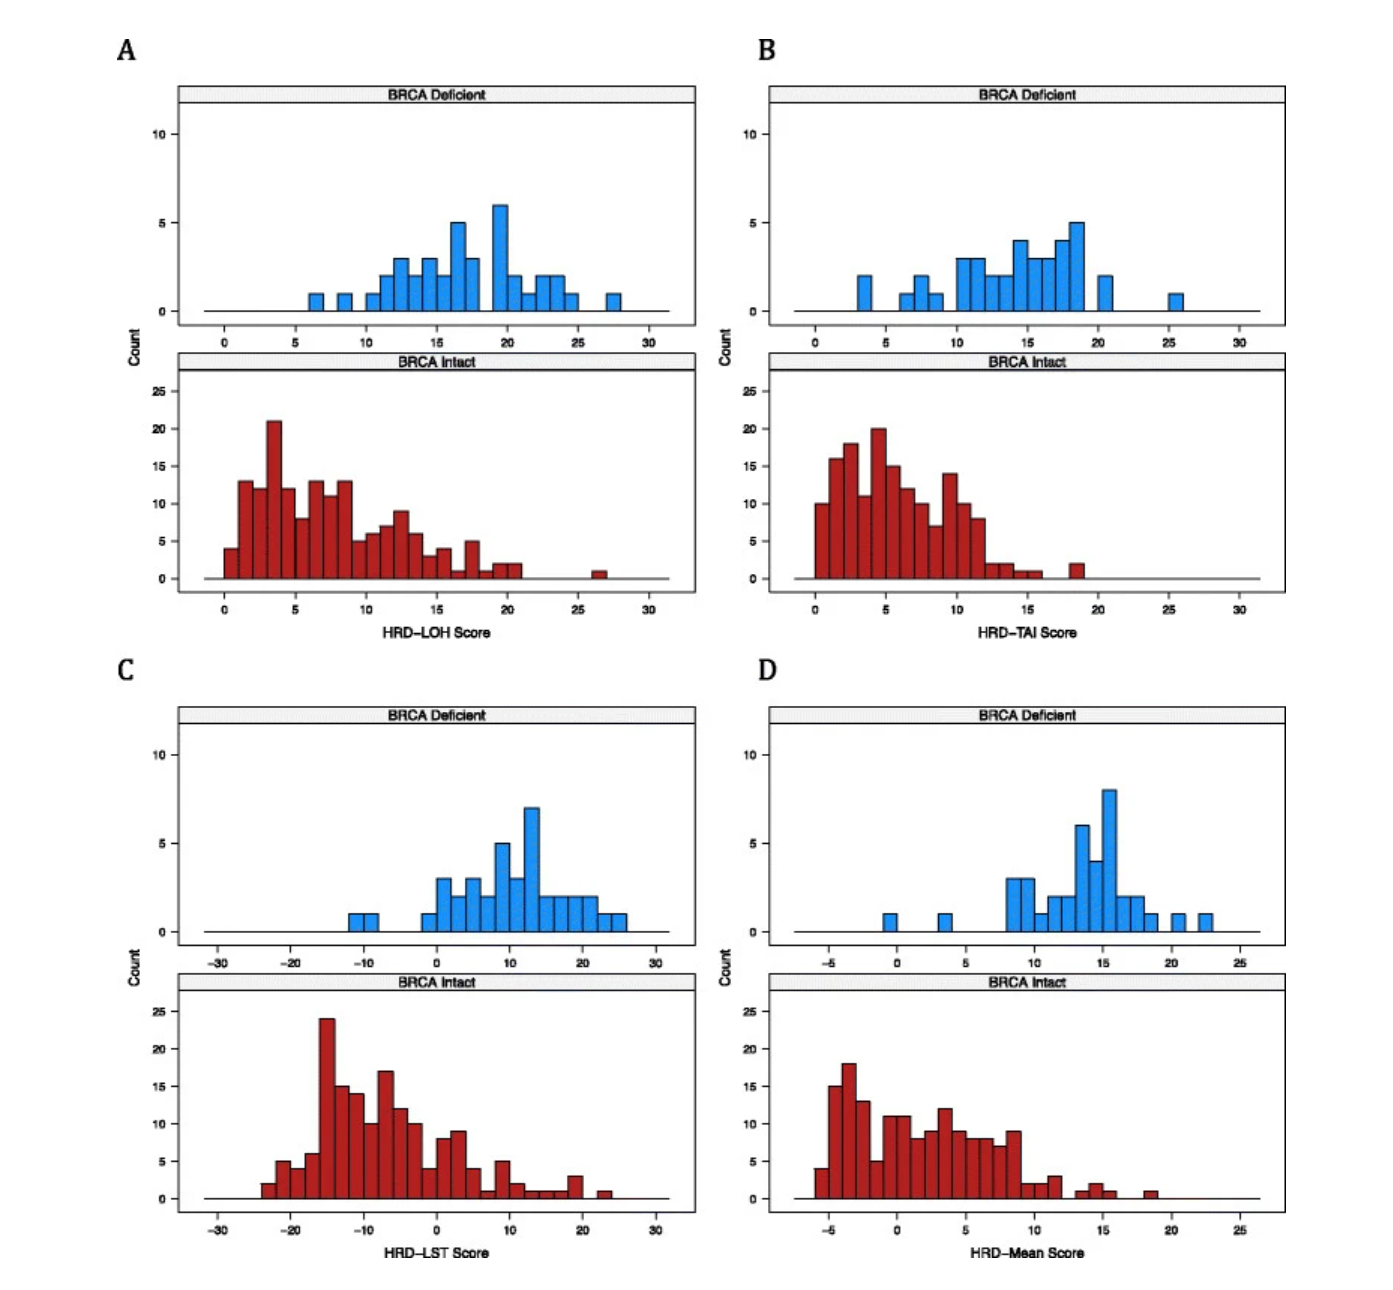 A
BRCA Deficient
10
5
0
0 5 10 15 20 25 30
Count
BRCA Intact
25
20
15
10
5
0
0 5 10 15 20 25 30
HRD-LOH Score
B
BRCA Deficient
10
5
0
0 5 10 15 20 25 30
Count
BRCA Intact
25
20
15
10
5
0
0 5 10 15 20 25 30
HRD-TAI Score
C
BRCA Deficient
10
5
0
-30 -20 -10 0 10 20 30
Count
BRCA Intact
25
20
15
10
5
0
-30 -20 -10 0 10 20 30
HRD-LST Score
D
BRCA Deficient
10
5
0
-5 0 5 10 15 20 25
Count
BRCA Intact
25
20
15
10
5
0
-5 0 5 10 15 20 25
HRD-Mean Score